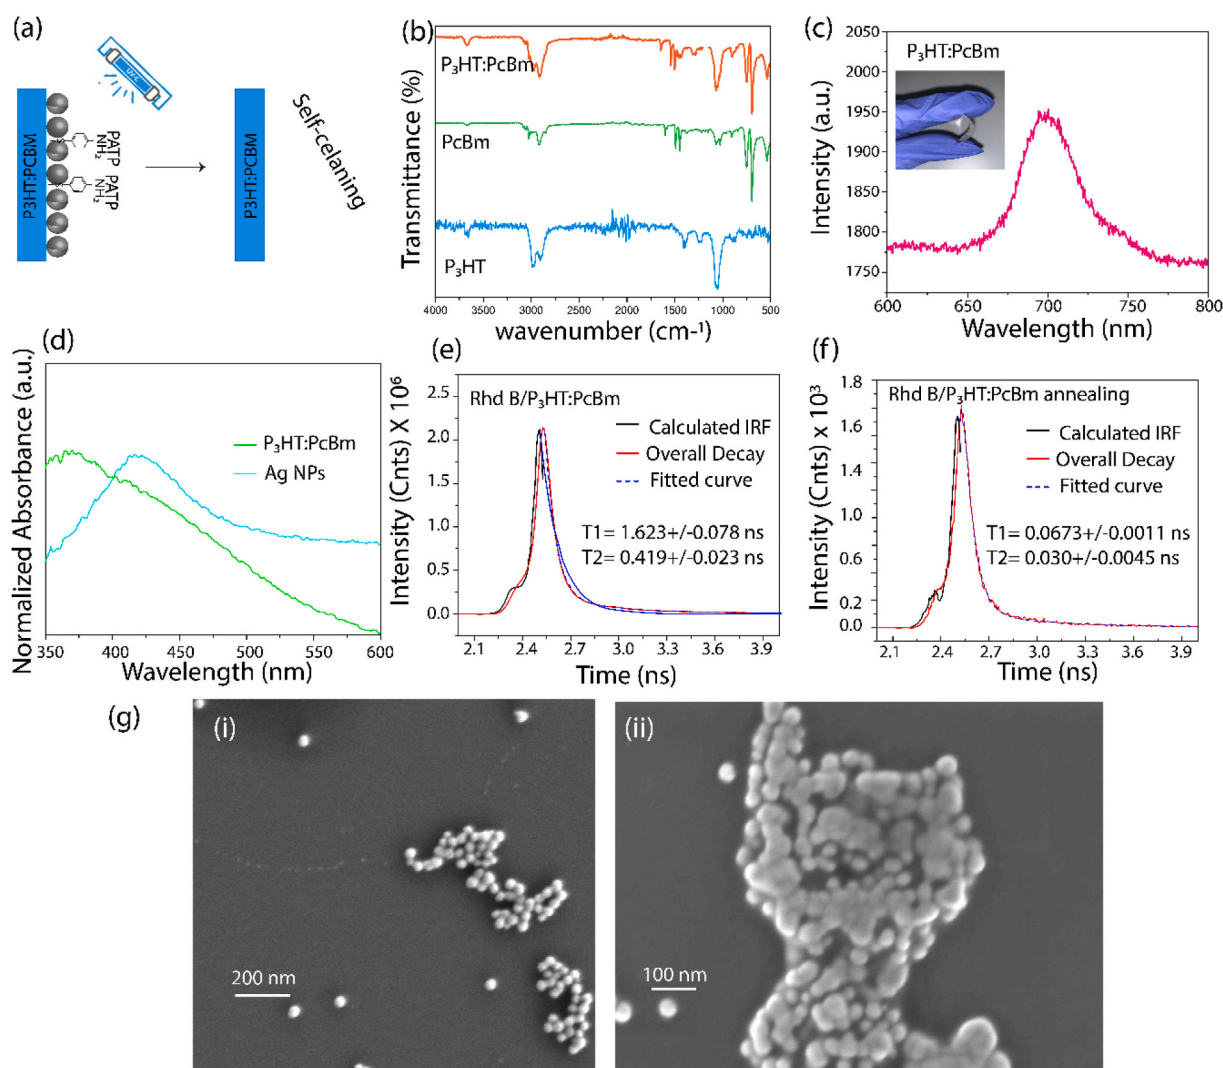 (a)
UV-L
P3HT:PCBM
PATP
NH2
NH2
PATP
P3HT:PCBM
Self-celaning
(b)
P3HT:PcBm
PcBm
P3HT
Transmittance (%)
4000 3500 3000 2500 2000 1500 1000 500
wavenumber (cm-1)
(c)
P3HT:PcBm
Intensity (a.u.)
2050
2000
1950
1900
1850
1800
1750
600 650 700 750 800
Wavelength (nm)
(d)
Normalized Absorbance (a.u.)
P3HT:PcBm
Ag NPs
350 400 450 500 550 600
Wavelength (nm)
(e)
Rhd B/P3HT:PcBm
Calculated IRF
Overall Decay
Fitted curve
T1= 1.623+/-0.078 ns
T2= 0.419+/-0.023 ns
Intensity (Cnts) X 10⁶
2.5
2.0
1.5
1.0
0.5
0.0
2.1 2.4 2.7 3.0 3.3 3.6 3.9
Time (ns)
(f)
Rhd B/P3HT:PcBm annealing
Calculated IRF
Overall Decay
Fitted curve
T1= 0.0673+/-0.0011 ns
T2= 0.030+/-0.0045 ns
Intensity (Cnts) x 10³
1.8
1.6
1.4
1.0
0.6
0.2
0.0
2.1 2.4 2.7 3.0 3.3 3.6 3.9
Time (ns)
(g)
(i)
200 nm
(ii)
100 nm